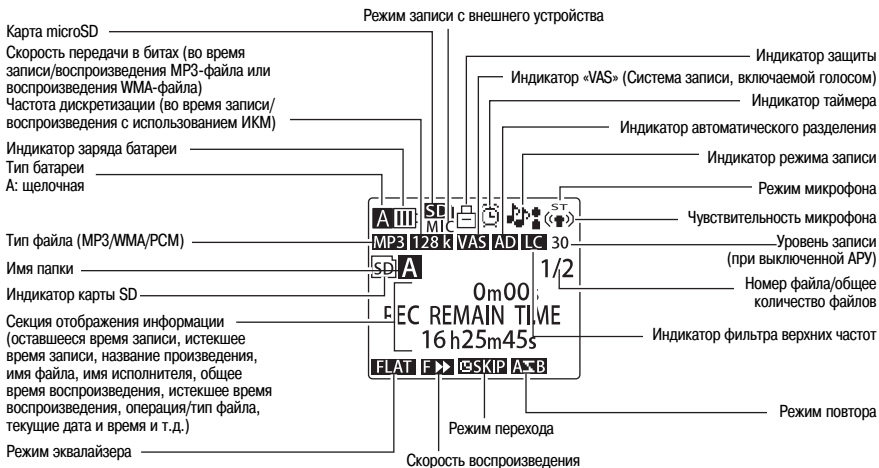 Режим записи с внешнего устройства
Карта microSD
Скорость передачи в битах (во время
записи/воспроизведения MP3-файла или
воспроизведения WMA-файла)
Частота дискретизации (во время записи/
воспроизведения с использованием ИКМ)
Индикатор заряда батареи
Тип батареи
A: щелочная
Тип файла (MP3/WMA/PCM)
Имя папки
Индикатор карты SD
Секция отображения информации
(оставшееся время записи, истекшее
время записи, название произведения,
имя файла, имя исполнителя, общее
время воспроизведения, истекшее время
воспроизведения, операция/тип файла,
текущие дата и время и т.д.)
Режим эквалайзера
Индикатор защиты
Индикатор «VAS» (Система записи, включаемой голосом)
Индикатор таймера
Индикатор автоматического разделения
Индикатор режима записи
Режим микрофона
Чувствительность микрофона
Уровень записи
(при выключенной АРУ)
Номер файла/общее
количество файлов
Индикатор фильтра верхних частот
Режим повтора
Режим перехода
Скорость воспроизведения
A SD ST
MIC
MP3 128 k VAS AD LC 30
SD A 1/2
0m00s
REC REMAIN TIME
16h25m45s
FLAT F SKIP A B